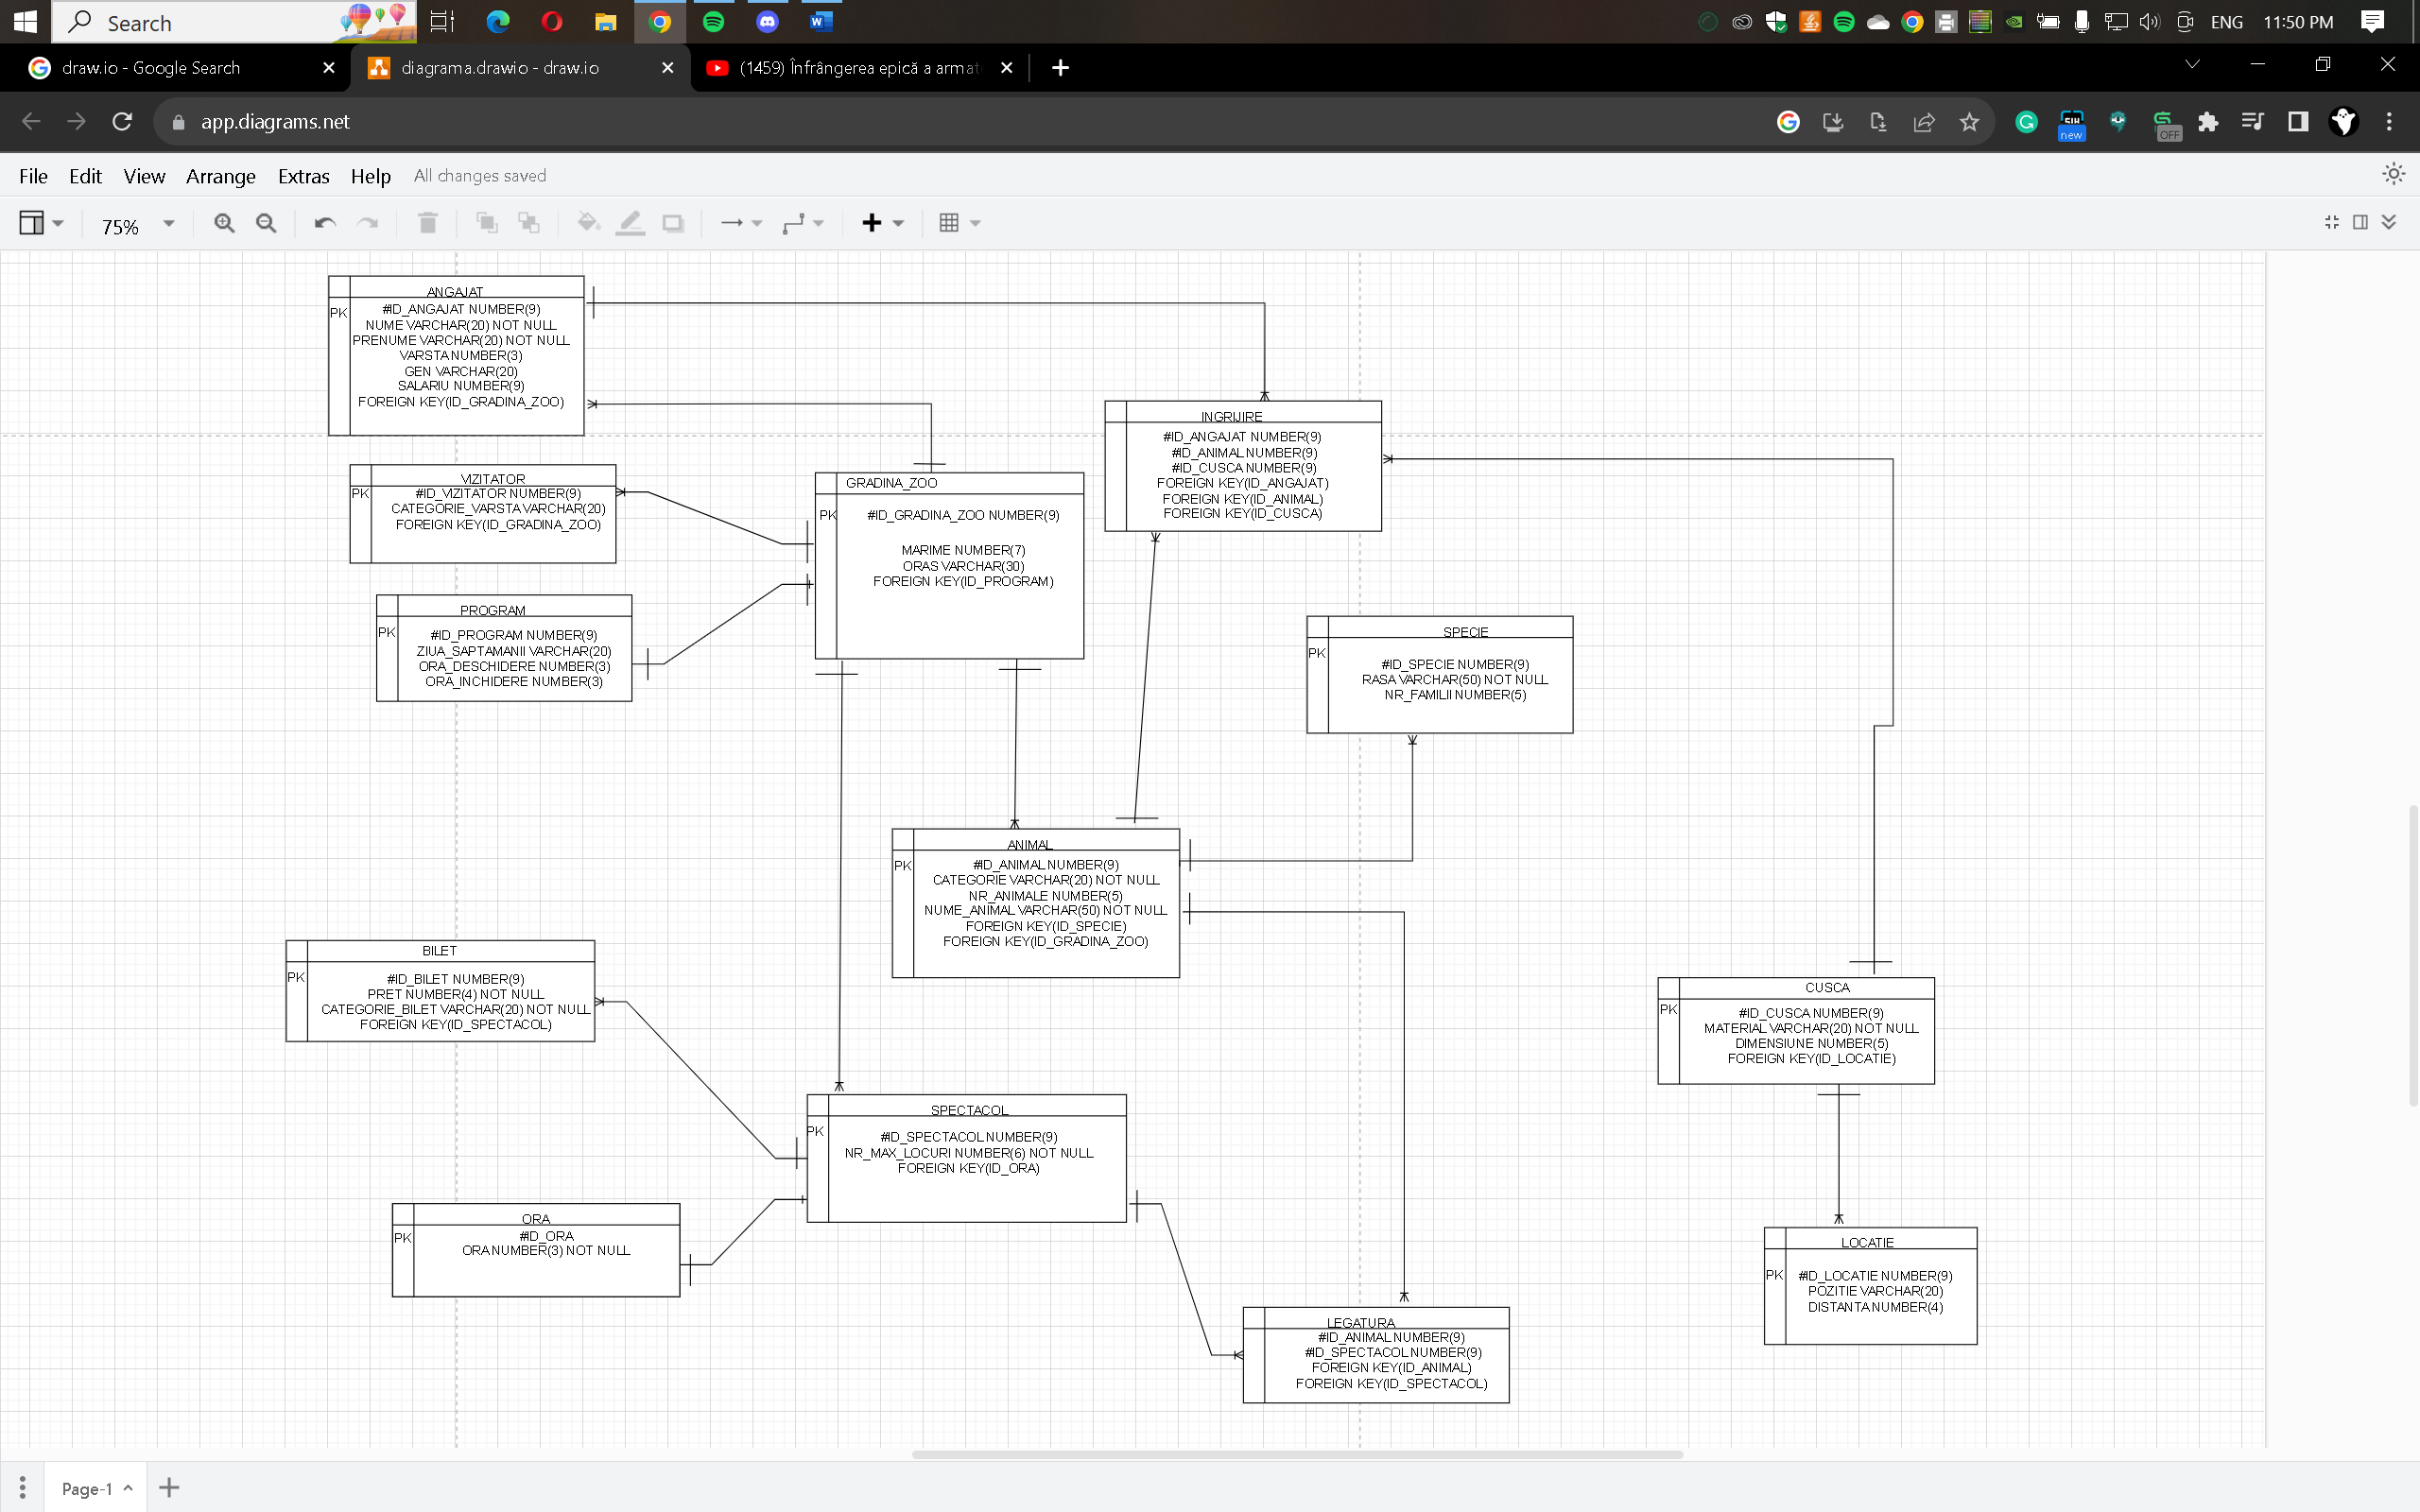 Search
ENG
11:50 PM
draw.io - Google Search
diagrama.drawio - draw.io
(1459) Înfrângerea epică a armat
app.diagrams.net
new
OFF
File Edit View Arrange Extras Help All changes saved
75%
ANGAJAT
PK
#ID_ANGAJAT NUMBER(9)
NUME VARCHAR(20) NOT NULL
PRENUME VARCHAR(20) NOT NULL
VARSTA NUMBER(3)
GEN VARCHAR(20)
SALARIU NUMBER(9)
FOREIGN KEY(ID_GRADINA_ZOO)
INGRIJIRE
#ID_ANGAJAT NUMBER(9)
#ID_ANIMAL NUMBER(9)
#ID_CUSCA NUMBER(9)
FOREIGN KEY(ID_ANGAJAT)
FOREIGN KEY(ID_ANIMAL)
FOREIGN KEY(ID_CUSCA)
VIZITATOR
PK
#ID_VIZITATOR NUMBER(9)
CATEGORIE_VARSTA VARCHAR(20)
FOREIGN KEY(ID_GRADINA_ZOO)
GRADINA_ZOO
PK
#ID_GRADINA_ZOO NUMBER(9)
MARIME NUMBER(7)
ORAS VARCHAR(30)
FOREIGN KEY(ID_PROGRAM)
PROGRAM
PK
#ID_PROGRAM NUMBER(9)
ZIUA_SAPTAMANII VARCHAR(20)
ORA_DESCHIDERE NUMBER(3)
ORA_INCHIDERE NUMBER(3)
SPECIE
PK
#ID_SPECIE NUMBER(9)
RASA VARCHAR(50) NOT NULL
NR_FAMILII NUMBER(5)
ANIMAL
PK
#ID_ANIMAL NUMBER(9)
CATEGORIE VARCHAR(20) NOT NULL
NR_ANIMALE NUMBER(5)
NUME_ANIMAL VARCHAR(50) NOT NULL
FOREIGN KEY(ID_SPECIE)
FOREIGN KEY(ID_GRADINA_ZOO)
BILET
PK
#ID_BILET NUMBER(9)
PRET NUMBER(4) NOT NULL
CATEGORIE_BILET VARCHAR(20) NOT NULL
FOREIGN KEY(ID_SPECTACOL)
CUSCA
PK
#ID_CUSCA NUMBER(9)
MATERIAL VARCHAR(20) NOT NULL
DIMENSIUNE NUMBER(5)
FOREIGN KEY(ID_LOCATIE)
SPECTACOL
PK
#ID_SPECTACOL NUMBER(9)
NR_MAX_LOCURI NUMBER(6) NOT NULL
FOREIGN KEY(ID_ORA)
ORA
PK
#ID_ORA
ORA NUMBER(3) NOT NULL
LOCATIE
PK
#ID_LOCATIE NUMBER(9)
POZITIE VARCHAR(20)
DISTANTA NUMBER(4)
LEGATURA
#ID_ANIMAL NUMBER(9)
#ID_SPECTACOL NUMBER(9)
FOREIGN KEY(ID_ANIMAL)
FOREIGN KEY(ID_SPECTACOL)
Page-1